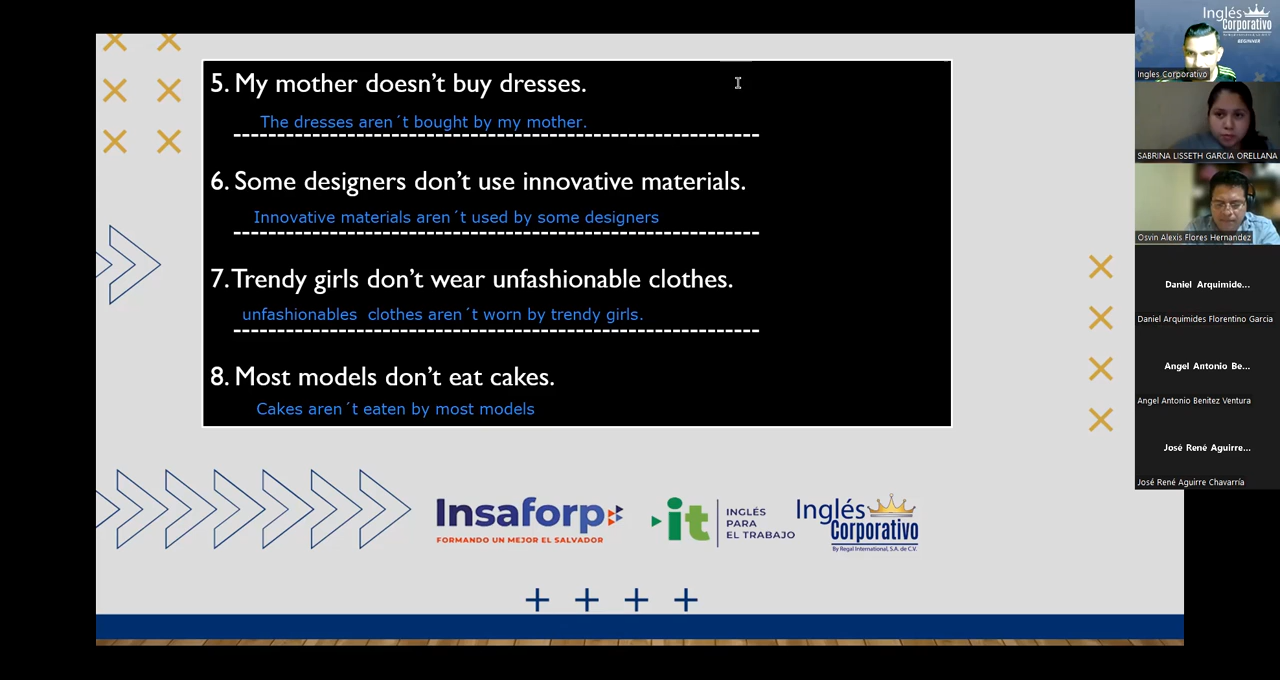 5. My mother doesn’t buy dresses.
The dresses aren´t bought by my mother.
6. Some designers don’t use innovative materials.
Innovative materials aren´t used by some designers
7. Trendy girls don’t wear unfashionable clothes.
unfashionables clothes aren´t worn by trendy girls.
8. Most models don’t eat cakes.
Cakes aren´t eaten by most models
Insaforp
FORMANDO UN MEJOR EL SALVADOR
it
INGLÉS
PARA
EL TRABAJO
Inglés
Corporativo
By Regal International, S.A. de C.V.
Inglés
Corporativo
BEGINNER
Ingles Corporativo
SABRINA LISSETH GARCIA ORELLANA
Osvin Alexis Flores Hernandez
Daniel Arquimide...
Daniel Arquimides Florentino Garcia
Angel Antonio Be...
Angel Antonio Benitez Ventura
José René Aguirre...
José René Aguirre Chavarría